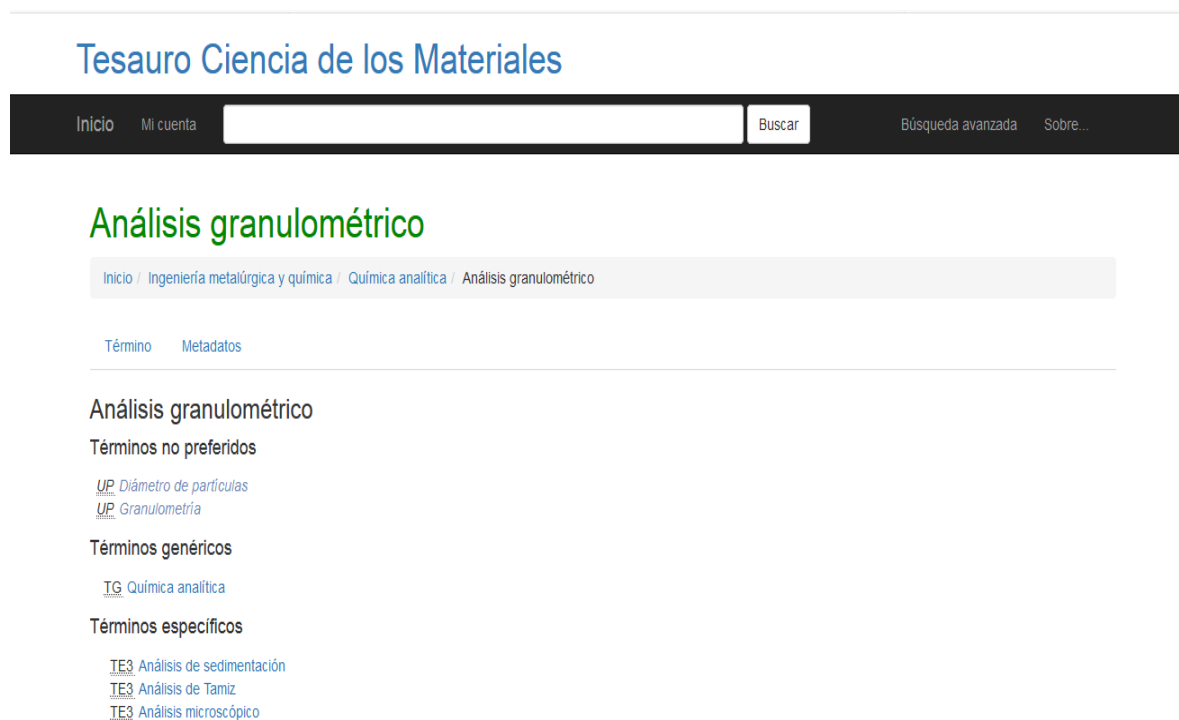 Tesauro Ciencia de los Materiales
Inicio Mi cuenta Buscar Búsqueda avanzada Sobre...
Análisis granulométrico
Inicio / Ingeniería metalúrgica y química / Química analítica / Análisis granulométrico
Término Metadatos
Análisis granulométrico
Términos no preferidos
UP Diámetro de partículas
UP Granulometría
Términos genéricos
TG Química analítica
Términos específicos
TE3 Análisis de sedimentación
TE3 Análisis de Tamiz
TE3 Análisis microscópico